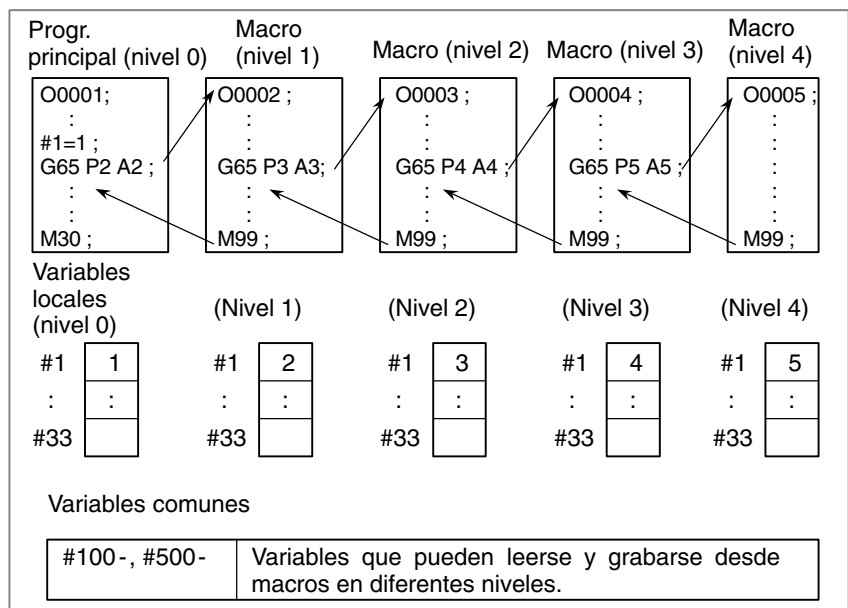 Progr.
principal (nivel 0)
Macro
(nivel 1)
Macro (nivel 2)
Macro (nivel 3)
Macro
(nivel 4)
O0001;
:
#1=1 ;
G65 P2 A2 ;
:
:
M30 ;
O0002 ;
:
:
G65 P3 A3;
:
:
M99 ;
O0003 ;
:
:
G65 P4 A4 ;
:
:
M99 ;
O0004 ;
:
:
G65 P5 A5 ;
:
:
M99 ;
O0005 ;
:
:
:
:
:
M99 ;
Variables
locales
(nivel 0)
(Nivel 1)
(Nivel 2)
(Nivel 3)
(Nivel 4)
#1 1 #1 2 #1 3 #1 4 #1 5
: : : : : : : : : :
#33 #33 #33 #33 #33
Variables comunes
#100-, #500- Variables que pueden leerse y grabarse desde
macros en diferentes niveles.